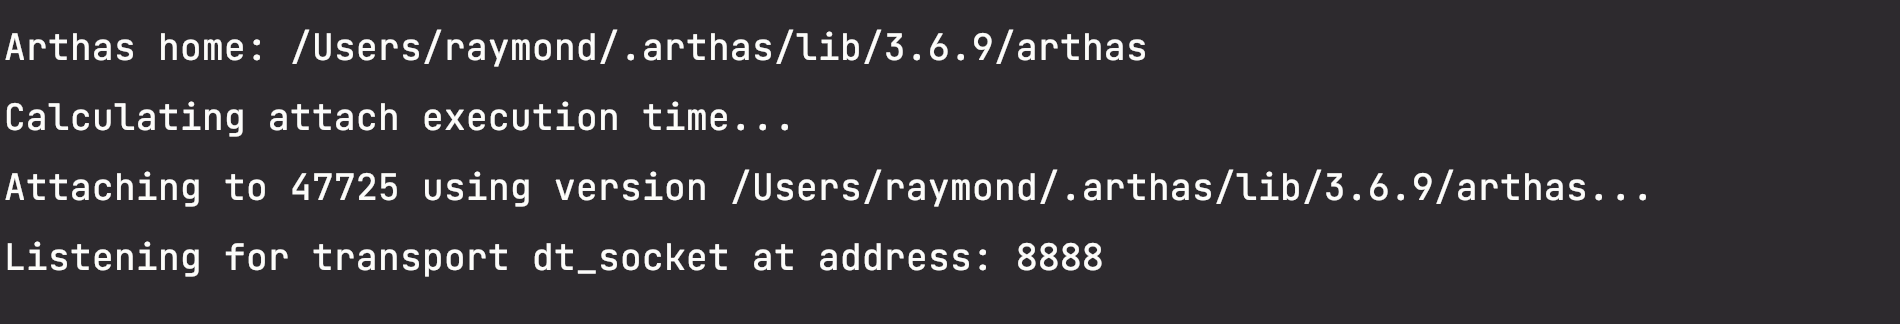 Arthas home: /Users/raymond/.arthas/lib/3.6.9/arthas
Calculating attach execution time...
Attaching to 47725 using version /Users/raymond/.arthas/lib/3.6.9/arthas...
Listening for transport dt_socket at address: 8888